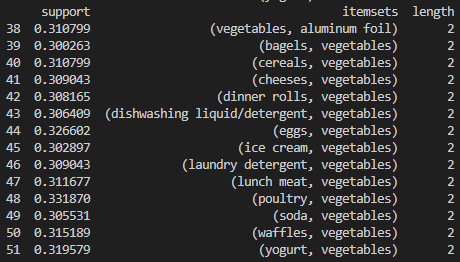 support itemsets length
38 0.310799 (vegetables, aluminum foil) 2
39 0.300263 (bagels, vegetables) 2
40 0.310799 (cereals, vegetables) 2
41 0.309043 (cheeses, vegetables) 2
42 0.308165 (dinner rolls, vegetables) 2
43 0.306409 (dishwashing liquid/detergent, vegetables) 2
44 0.326602 (eggs, vegetables) 2
45 0.302897 (ice cream, vegetables) 2
46 0.309043 (laundry detergent, vegetables) 2
47 0.311677 (lunch meat, vegetables) 2
48 0.331870 (poultry, vegetables) 2
49 0.305531 (soda, vegetables) 2
50 0.315189 (waffles, vegetables) 2
51 0.319579 (yogurt, vegetables) 2